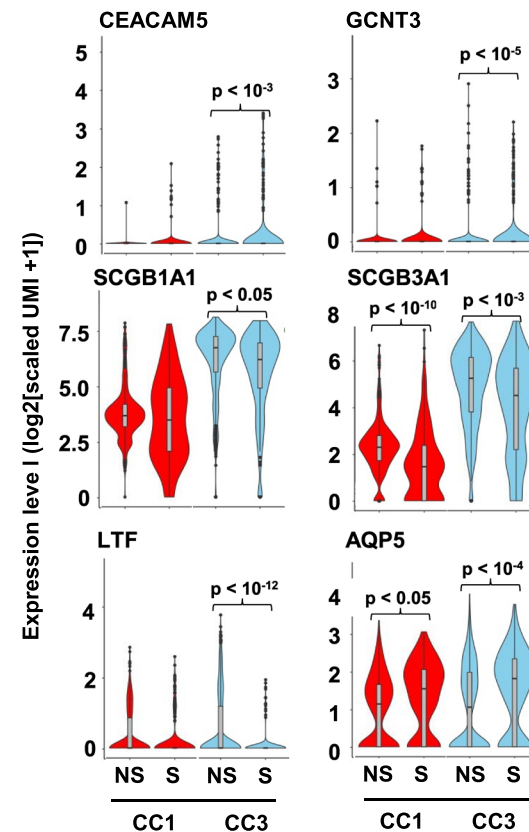 CEACAM5
GCNT3
5
4
3
2
1
0
p < 10-3
3
2
1
0
p < 10-5
Expression leve l (log2[scaled UMI +1])
SCGB1A1
SCGB3A1
7.5
5.0
2.5
0
p < 0.05
8
6
4
2
0
p < 10-10
p < 10-3
LTF
AQP5
4
2
0
p < 10-12
4
3
2
1
0
p < 0.05
p < 10-4
NS S NS S
NS S NS S
CC1 CC3
CC1 CC3